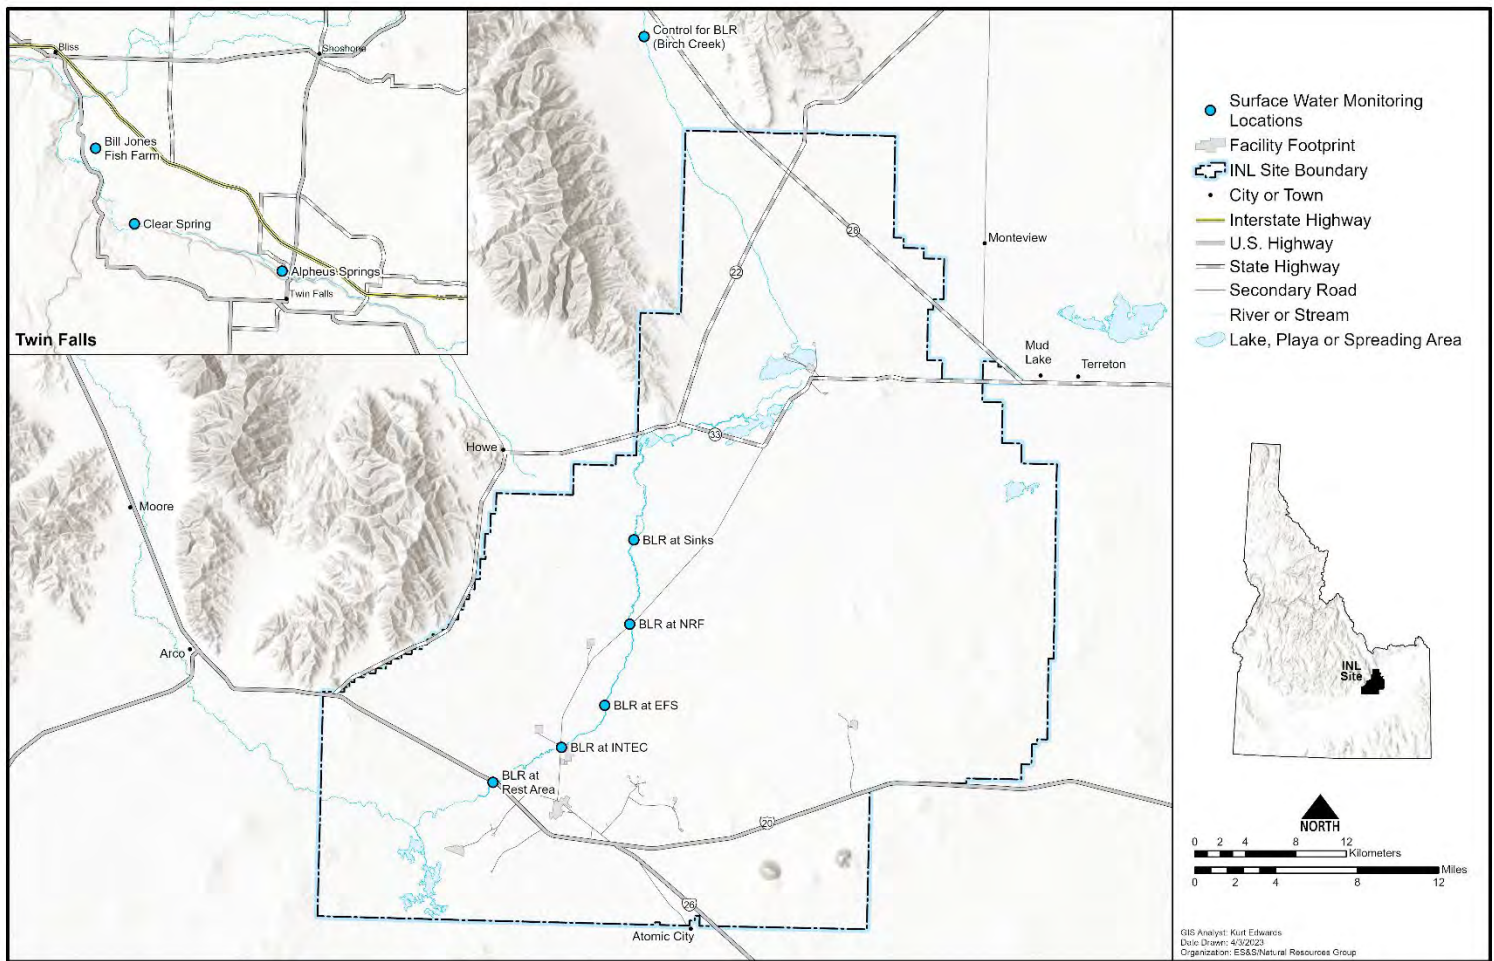 Bliss
Shoshone
Bill Jones
Fish Farm
Clear Spring
Alpheus Springs
Twin Falls
Twin Falls
Control for BLR
(Birch Creek)
28
22
Monteview
Mud
Lake
Terreton
33
Howe
Moore
BLR at Sinks
BLR at NRF
Arco
BLR at EFS
BLR at INTEC
BLR at
Rest Area
20
26
Atomic City
Surface Water Monitoring
Locations
Facility Footprint
INL Site Boundary
City or Town
Interstate Highway
U.S. Highway
State Highway
Secondary Road
River or Stream
Lake, Playa or Spreading Area
INL
Site
NORTH
0 2 4 8 12
Kilometers
Miles
0 2 4 8 12
GIS Analyst: Kurt Edwards
Date Drawn: 4/3/2023
Organization: ES&S/Natural Resources Group